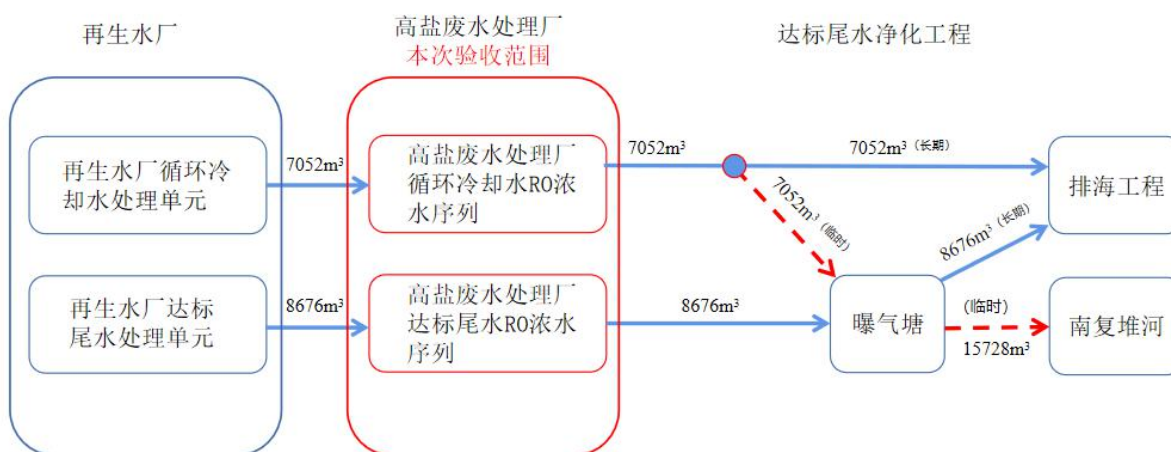 再生水厂
高盐废水处理厂
本次验收范围
达标尾水净化工程
再生水厂循环冷
却水处理单元
7052m³
高盐废水处理厂
循环冷却水RO浓
水序列
7052m³
7052m³（长期）
7052m³（临时）
排海工程
8676m³（长期）
再生水厂达标
尾水处理单元
8676m³
高盐废水处理厂
达标尾水RO浓水
序列
8676m³
曝气塘
（临时）
15728m³
南复堆河